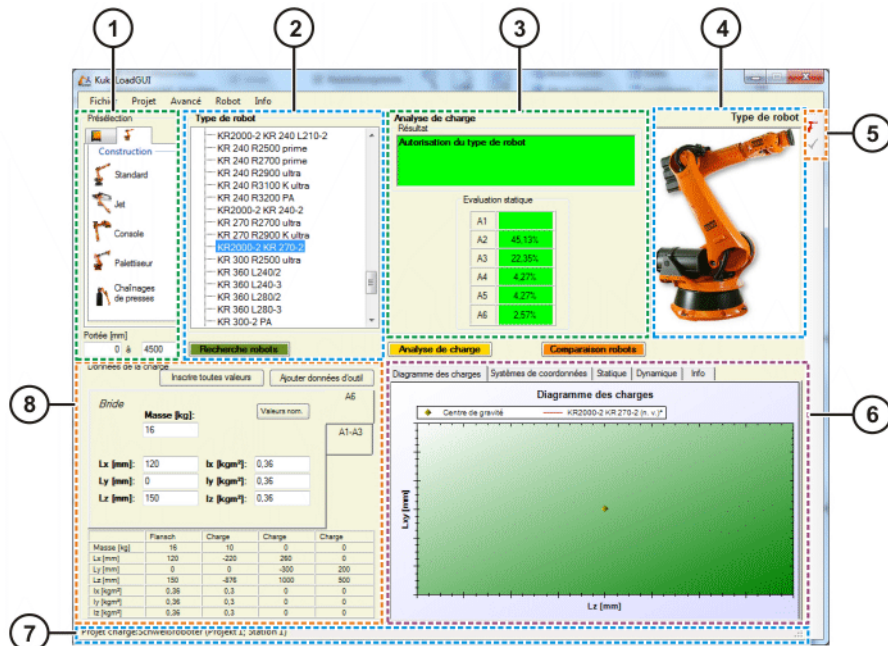 1
2
3
4
KUKA.LoadGUI
Fichier Projet Avancé Robot Info
Présélection
Construction
Standard
Jet
Console
Palettiseur
Chaînages
de presses
Portée [mm]
0 à 4500
Type de robot
KR2000-2 KR 240 L210-2
KR 240 R2500 prime
KR 240 R2700 prime
KR 240 R2900 ultra
KR 240 R3100 K ultra
KR 240 R3200 PA
KR2000-2 KR 240-2
KR 270 R2700 ultra
KR 270 R2900 K ultra
KR2000-2 KR 270-2
KR 300 R2500 ultra
KR 360 L240/2
KR 360 L240-3
KR 360 L280/2
KR 360 L280-3
KR 300-2 PA
Recherche robots
Analyse de charge
Résultat
Autorisation du type de robot
Evaluation statique
A1
A2 45,13%
A3 22,35%
A4 4,27%
A5 4,27%
A6 2,57%
Analyse de charge
Comparaison robots
Type de robot
5
8
Données de la charge
Inscrire toutes valeurs
Ajouter données d'outil
Bride
Masse [kg]:
16
Valeurs nom.
A6
A1-A3
Lx [mm]: 120 Ix [kgm²]: 0,36
Ly [mm]: 0 Iy [kgm²]: 0,36
Lz [mm]: 150 Iz [kgm²]: 0,36
Flansch Charge Charge Charge
Masse [kg] 16 10 0 0
Lx [mm] 120 -220 260 0
Ly [mm] 0 0 -300 200
Lz [mm] 150 -876 1000 500
Ix [kgm²] 0,36 0,3 0 0
Iy [kgm²] 0,36 0,3 0 0
Iz [kgm²] 0,36 0,3 0 0
Diagramme des charges Systèmes de coordonnées Statique Dynamique Info
Diagramme des charges
Centre de gravité KR2000-2 KR 270-2 (n. v.)*
Lxy [mm]
Lz [mm]
6
7
Projet chargé:Schweißroboter (Projekt 1; Station 1)